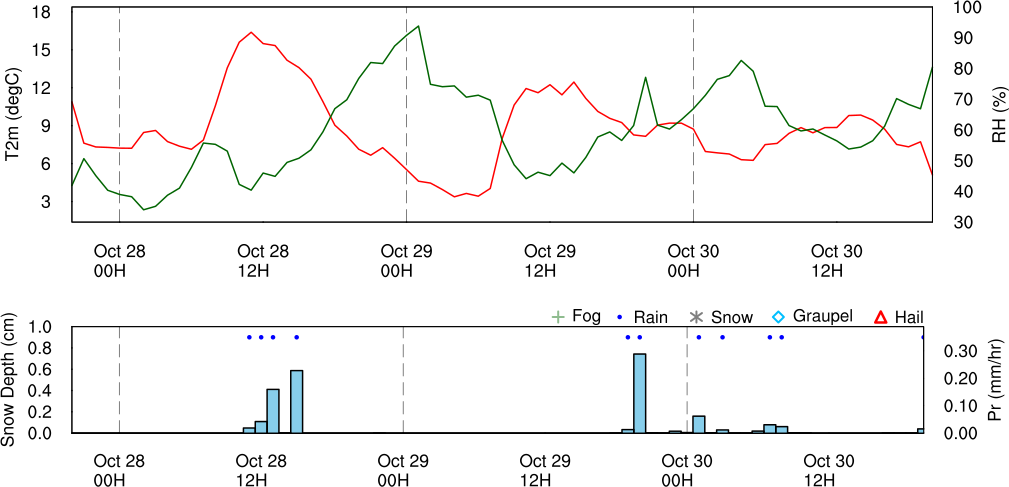 18
15
12
9
6
3
T2m (degC)
100
90
80
70
60
50
40
30
RH (%)
Oct 28 Oct 28 Oct 29 Oct 29 Oct 30 Oct 30
00H 12H 00H 12H 00H 12H
Fog Rain Snow Graupel Hail
1.0
0.8
0.6
0.4
0.2
0.0
Snow Depth (cm)
0.30
0.20
0.10
0.00
Pr (mm/hr)
Oct 28 Oct 28 Oct 29 Oct 29 Oct 30 Oct 30
00H 12H 00H 12H 00H 12H